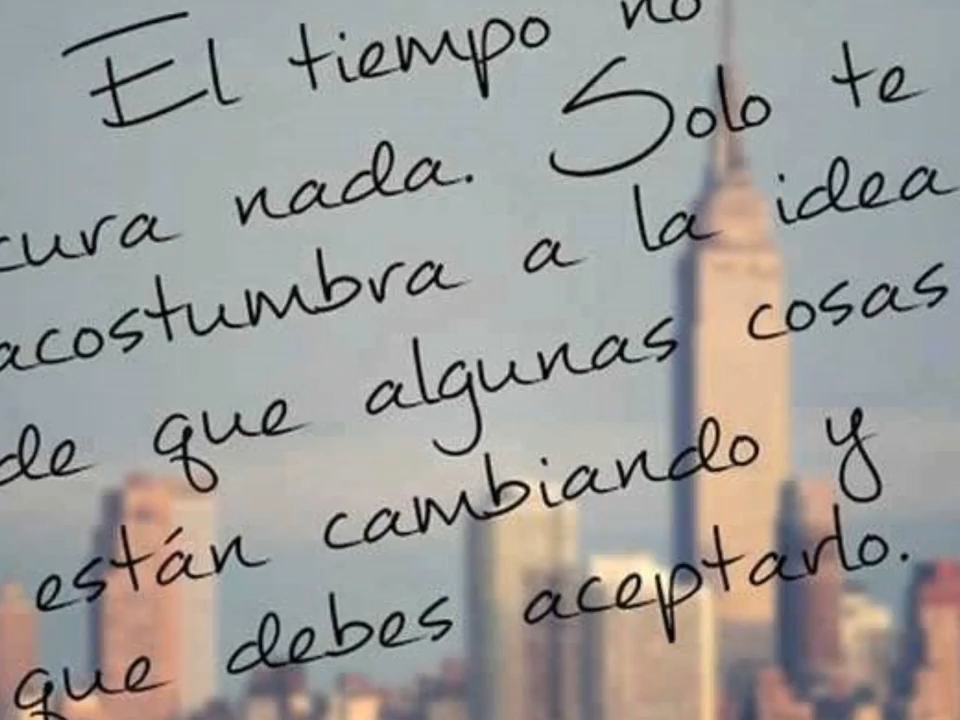 El tiempo no
cura nada. Solo te
acostumbra a la idea
de que algunas cosas
están cambiando y
que debes aceptarlo.